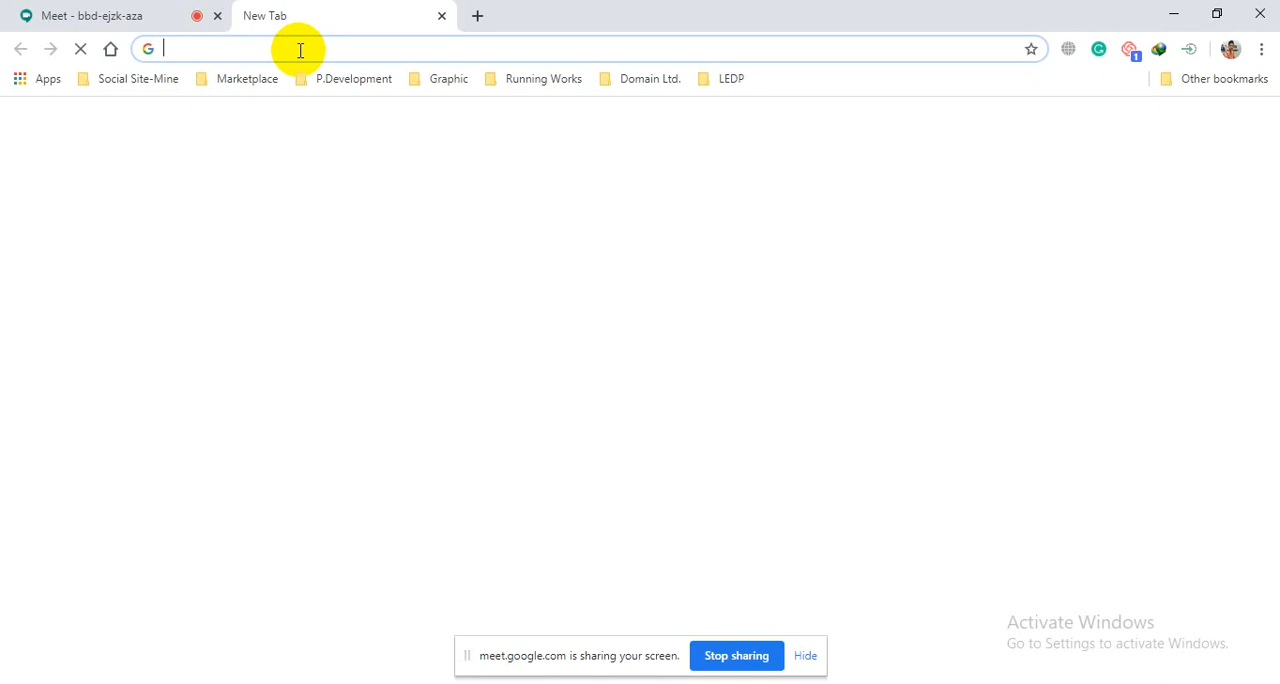 Meet - bbd-ejzk-aza
New Tab
Apps
Social Site-Mine
Marketplace
P.Development
Graphic
Running Works
Domain Ltd.
LEDP
Other bookmarks
1
Activate Windows
Go to Settings to activate Windows.
meet.google.com is sharing your screen.
Stop sharing
Hide